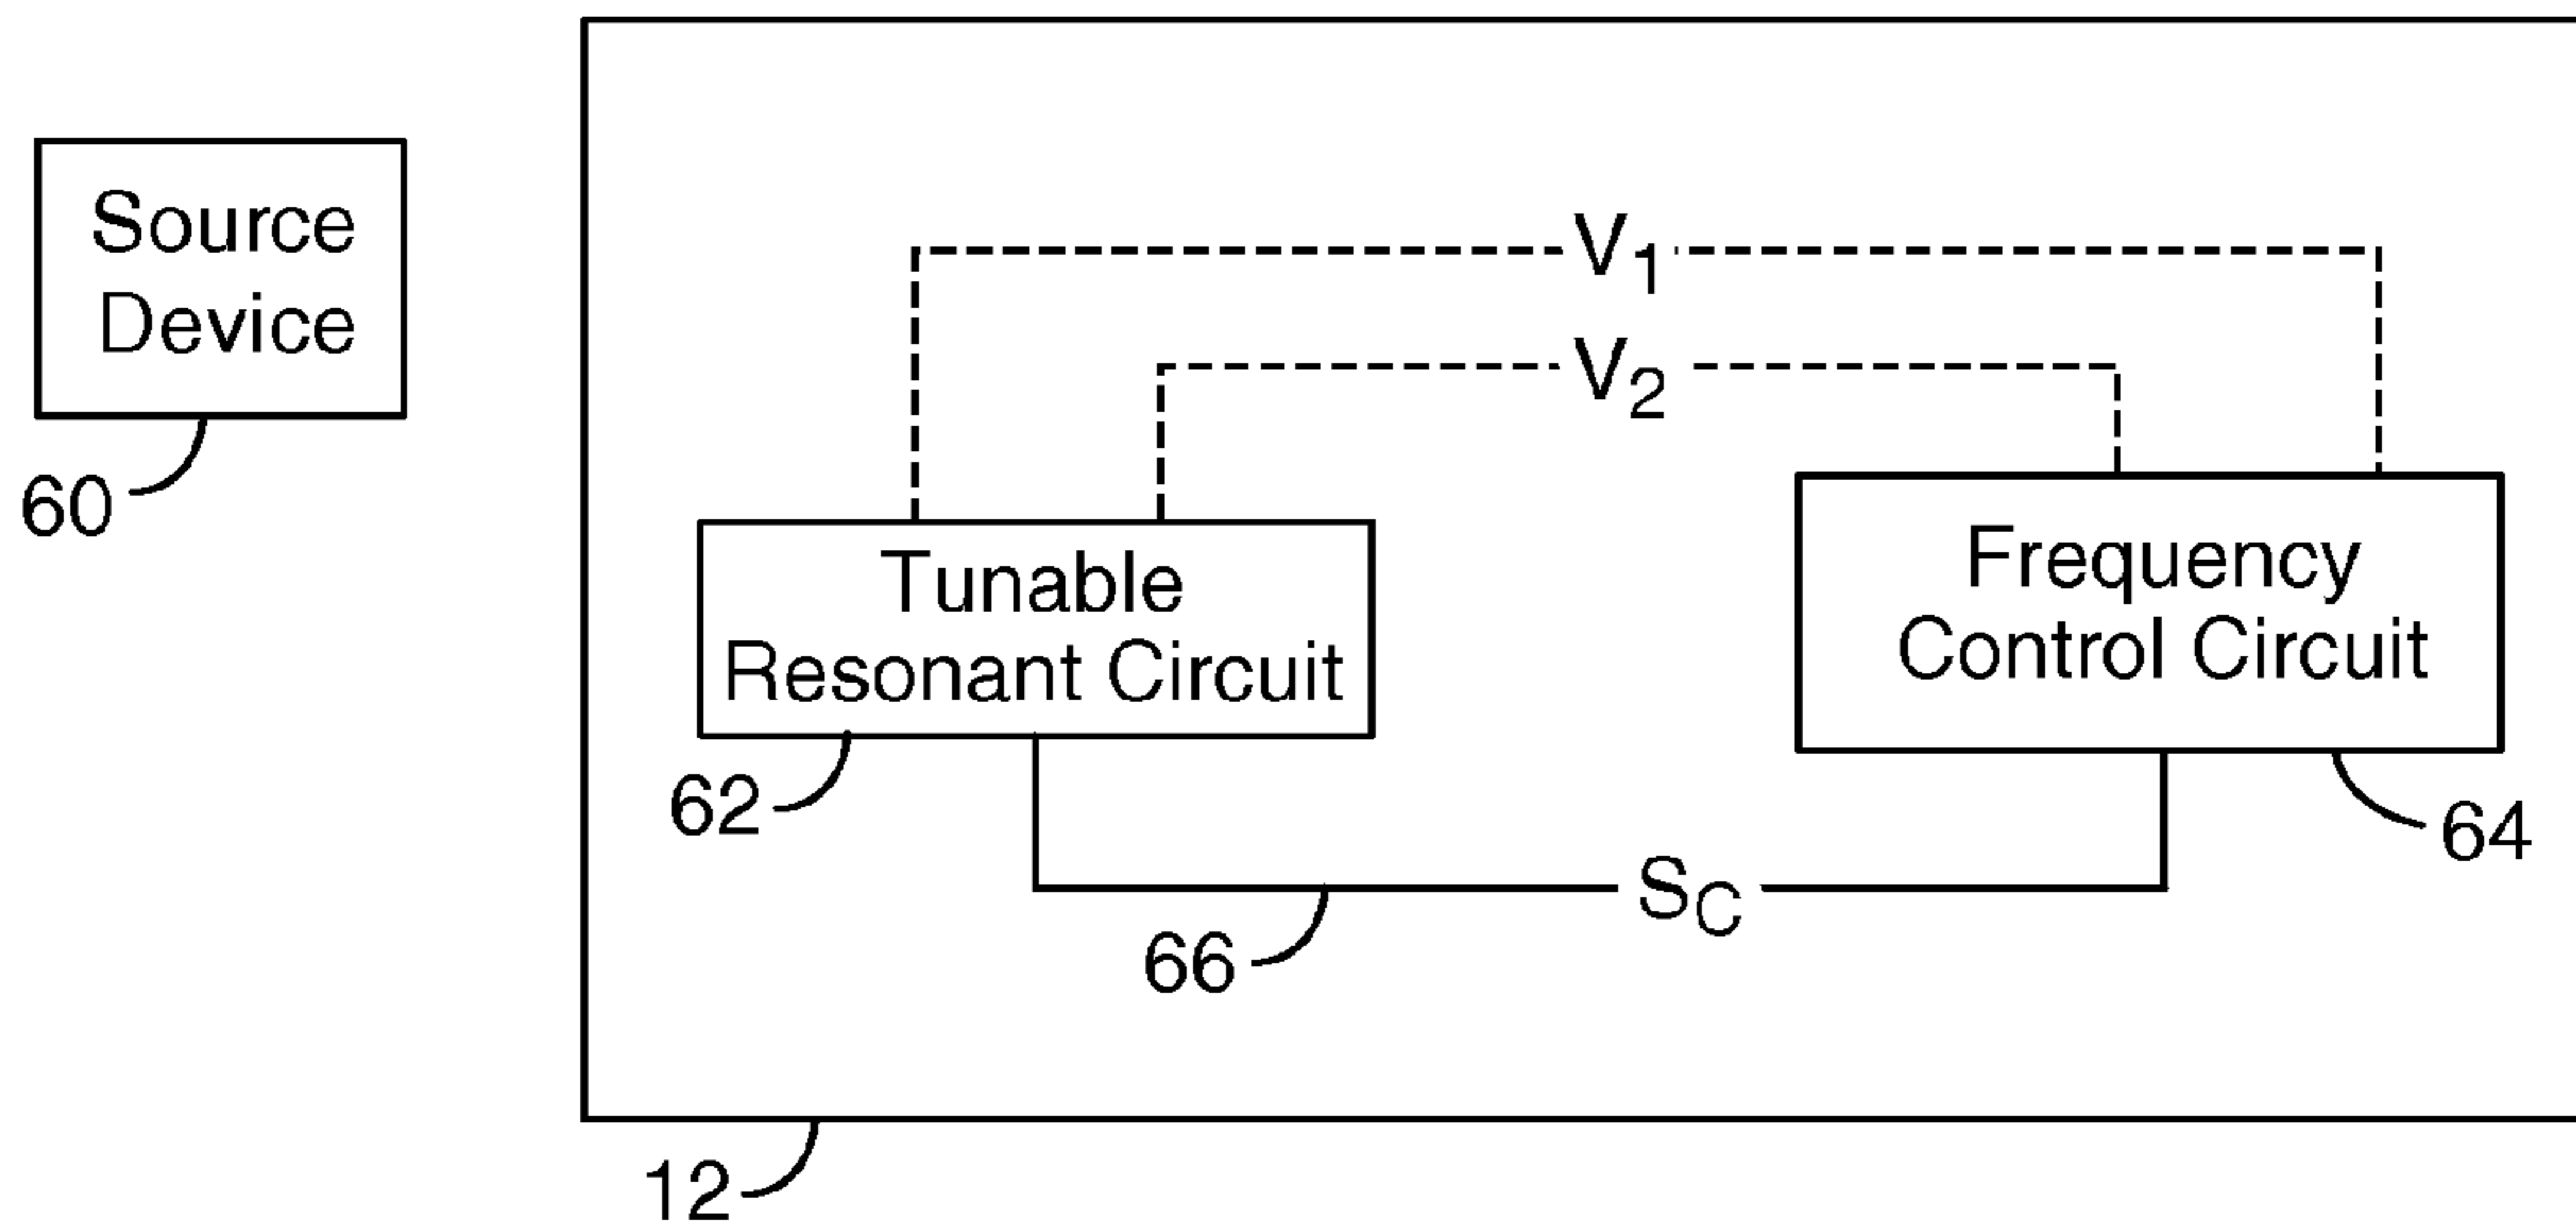 Source
Device
60
V1
V2
Tunable
Resonant Circuit
62
Frequency
Control Circuit
64
SC
66
12